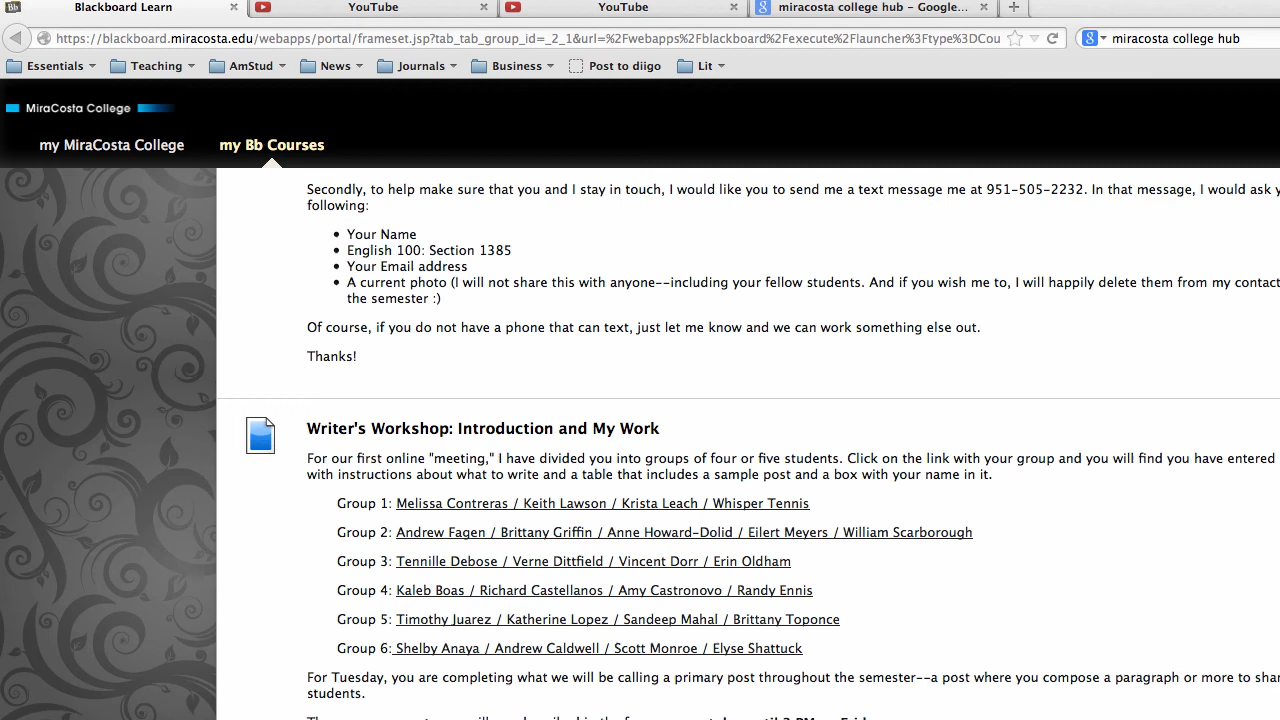 Blackboard Learn
YouTube
YouTube
miracosta college hub - Google...
https://blackboard.miracosta.edu/webapps/portal/frameset.jsp?tab_tab_group_id=_2_1&url=%2Fwebapps%2Fblackboard%2Fexecute%2Flauncher%3Ftype%3DCou
miracosta college hub
Essentials
Teaching
AmStud
News
Journals
Business
Post to diigo
Lit
MiraCosta College
my MiraCosta College
my Bb Courses
Secondly, to help make sure that you and I stay in touch, I would like you to send me a text message me at 951-505-2232. In that message, I would ask y
following:
Your Name
English 100: Section 1385
Your Email address
A current photo (I will not share this with anyone--including your fellow students. And if you wish me to, I will happily delete them from my contact
the semester :)
Of course, if you do not have a phone that can text, just let me know and we can work something else out.
Thanks!
Writer's Workshop: Introduction and My Work
For our first online "meeting," I have divided you into groups of four or five students. Click on the link with your group and you will find you have entered
with instructions about what to write and a table that includes a sample post and a box with your name in it.
Group 1: Melissa Contreras / Keith Lawson / Krista Leach / Whisper Tennis
Group 2: Andrew Fagen / Brittany Griffin / Anne Howard-Dolid / Eilert Meyers / William Scarborough
Group 3: Tennille Debose / Verne Dittfield / Vincent Dorr / Erin Oldham
Group 4: Kaleb Boas / Richard Castellanos / Amy Castronovo / Randy Ennis
Group 5: Timothy Juarez / Katherine Lopez / Sandeep Mahal / Brittany Toponce
Group 6: Shelby Anaya / Andrew Caldwell / Scott Monroe / Elyse Shattuck
For Tuesday, you are completing what we will be calling a primary post throughout the semester--a post where you compose a paragraph or more to shar
students.